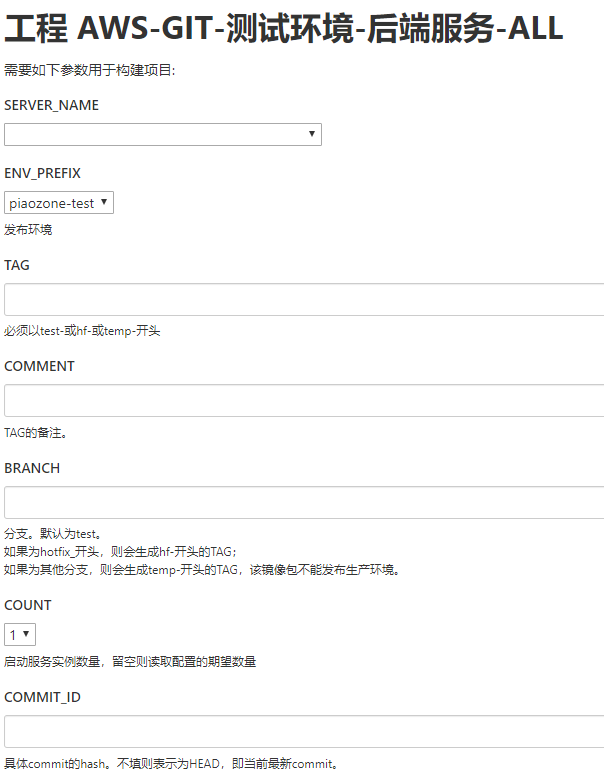 工程 AWS-GIT-测试环境-后端服务-ALL
需要如下参数用于构建项目:
SERVER_NAME
ENV_PREFIX
piaozone-test
发布环境
TAG
必须以test-或hf-或temp-开头
COMMENT
TAG的备注。
BRANCH
分支。默认为test。
如果为hotfix_开头，则会生成hf-开头的TAG；
如果为其他分支，则会生成temp-开头的TAG，该镜像包不能发布生产环境。
COUNT
1
启动服务实例数量，留空则读取配置的期望数量
COMMIT_ID
具体commit的hash。不填则表示为HEAD，即当前最新commit。